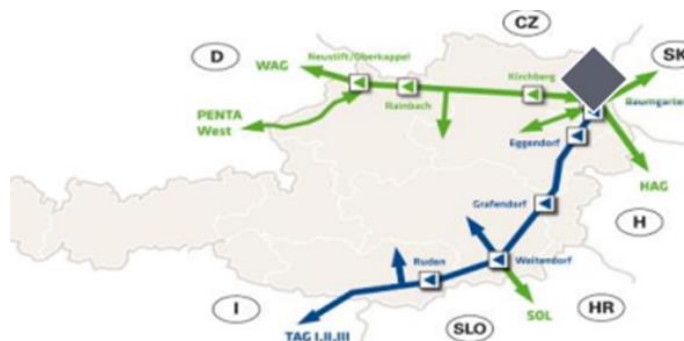 CZ
D
SK
Neustift/Oberkappel
WAG
Kirchberg
Rainbach
Baumgarten
PENTA
West
Eggendorf
HAG
Grafendorf
H
Ruden
Weitendorf
I
SOL
HR
TAG I.II.III
SLO